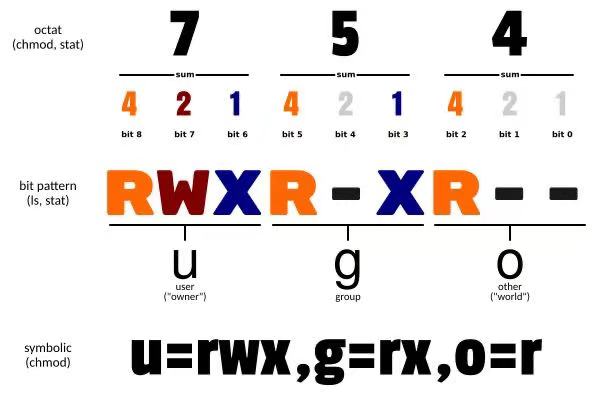 octat
(chmod, stat)
7 5 4
sum sum sum
4 2 1 4 2 1 4 2 1
bit 8 bit 7 bit 6 bit 5 bit 4 bit 3 bit 2 bit 1 bit 0
bit pattern
(ls, stat)
RWXR-XR--
u g o
user group other
("owner") ("world")
symbolic
(chmod)
u=rwx,g=rx,o=r